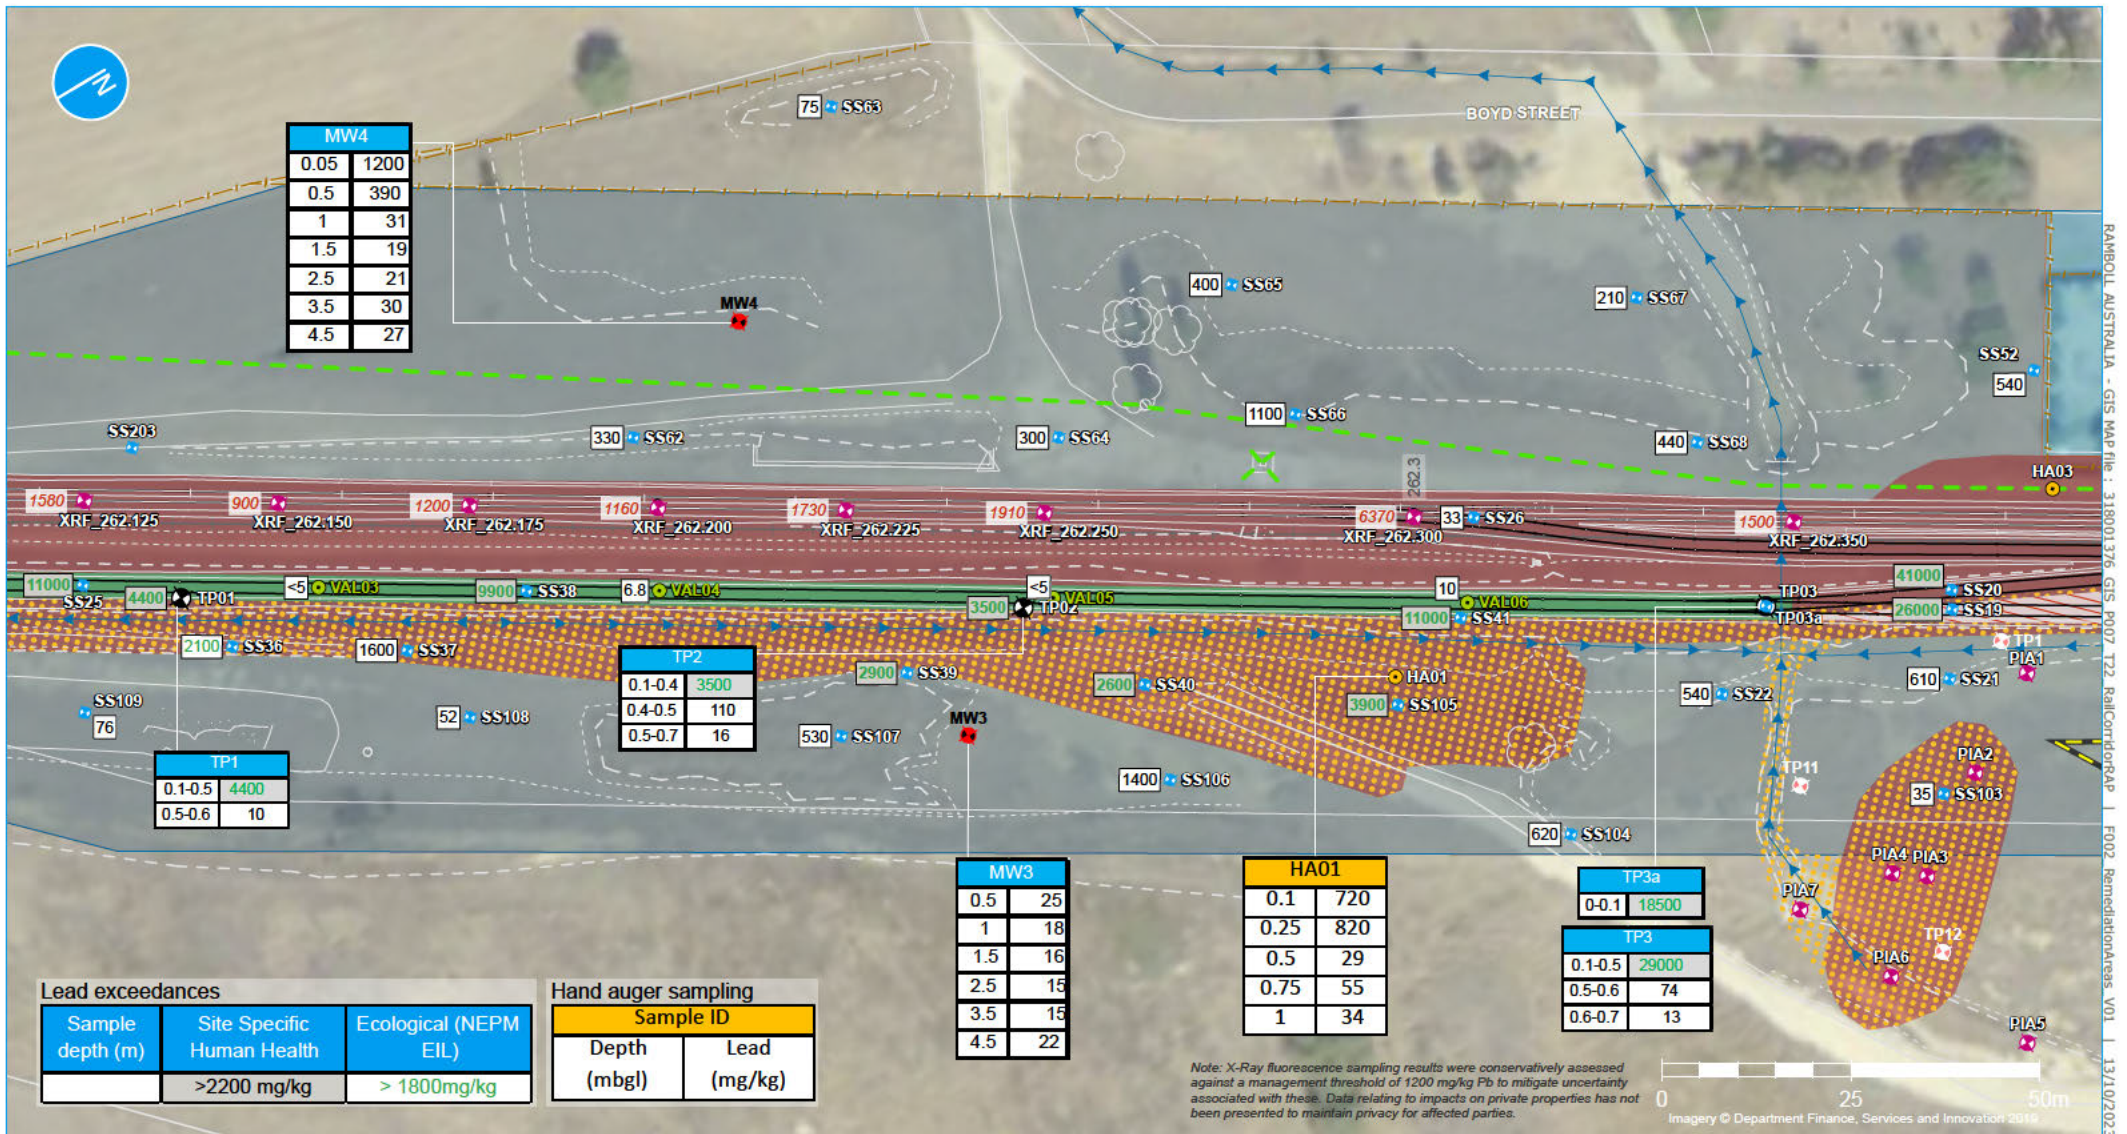 BOYD STREET
75 SS63
MW4
0.05 1200
0.5 390
1 31
1.5 19
2.5 21
3.5 30
4.5 27
MW4
400 SS65
210 SS67
SS52
540
1100 SS66
SS203
330 SS62
300 SS64
440 SS68
HA03
262.3
1580
XRF_262.125
900
XRF_262.150
1200
XRF_262.175
1160
XRF_262.200
1730
XRF_262.225
1910
XRF_262.250
6370
XRF_262.300
33 SS26
1500
XRF_262.350
11000
SS25
4400 TP01
<5 VAL03
9900 SS38
6.8 VAL04
3500 TP02
<5 VAL05
10 VAL06
11000 SS41
TP03
TP03a
41000 SS20
26000 SS19
2100 SS36
1600 SS37
TP2
0.1-0.4 3500
0.4-0.5 110
0.5-0.7 16
2900 SS39
2600 SS40
HA01
3900 SS105
540 SS22
610 SS21
TP1
PIA1
SS109
76
52 SS108
530 SS107
MW3
1400 SS106
620 SS104
TP11
PIA2
35 SS103
PIA4 PIA3
PIA7
TP12
PIA6
PIA5
TP1
0.1-0.5 4400
0.5-0.6 10
MW3
0.5 25
1 18
1.5 16
2.5 15
3.5 15
4.5 22
HA01
0.1 720
0.25 820
0.5 29
0.75 55
1 34
TP3a
0-0.1 18500
TP3
0.1-0.5 29000
0.5-0.6 74
0.6-0.7 13
Lead exceedances
Sample depth (m) Site Specific Human Health Ecological (NEPM EIL)
>2200 mg/kg > 1800mg/kg
Hand auger sampling
Sample ID
Depth (mbgl) Lead (mg/kg)
Note: X-Ray fluorescence sampling results were conservatively assessed
against a management threshold of 1200 mg/kg Pb to mitigate uncertainty
associated with these. Data relating to impacts on private properties has not
been presented to maintain privacy for affected parties.
0 25 50m
Imagery © Department Finance, Services and Innovation 2019
RAMBOLL AUSTRALIA - GIS MAP file : 318001376_GIS_P007_T22_RailCorridorRAP | F002_RemediationAreas_V01 | 13/10/2023